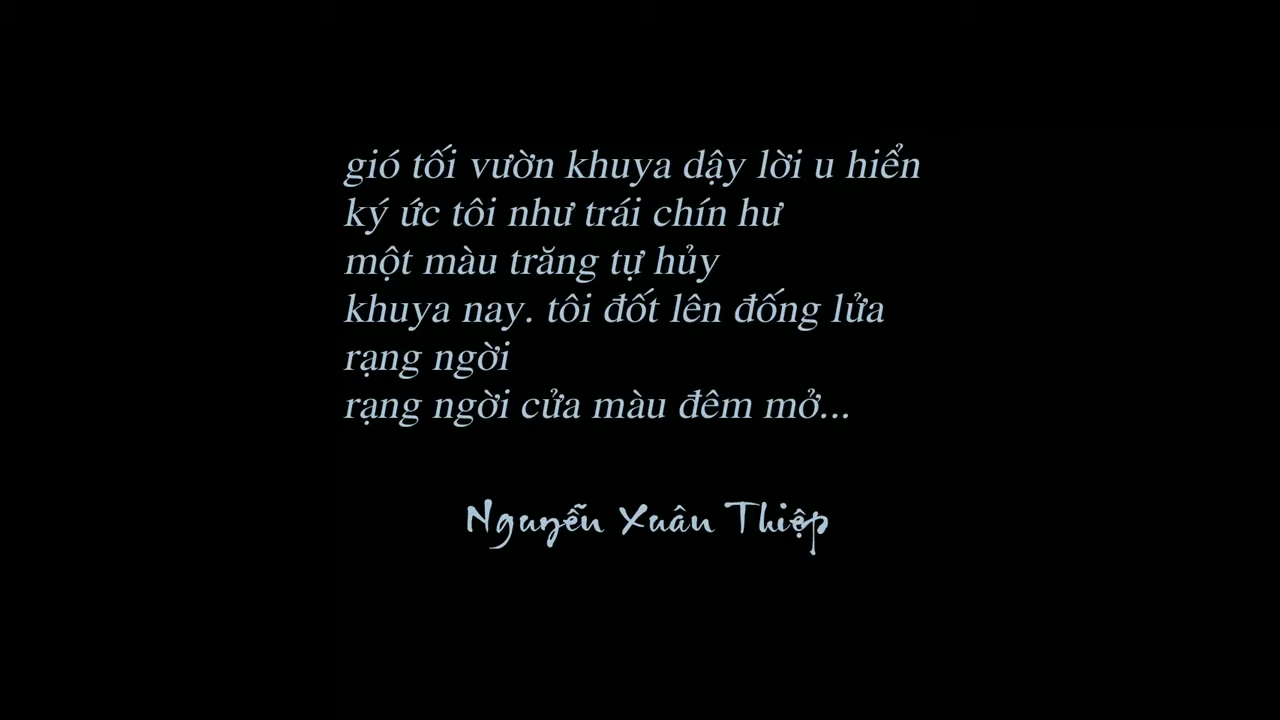 gió tối vườn khuya dậy lời u hiển
ký ức tôi như trái chín hư
một màu trăng tự hủy
khuya nay. tôi đốt lên đống lửa
rạng ngời
rạng ngời cửa màu đêm mở...
Nguyễn Xuân Thiệp